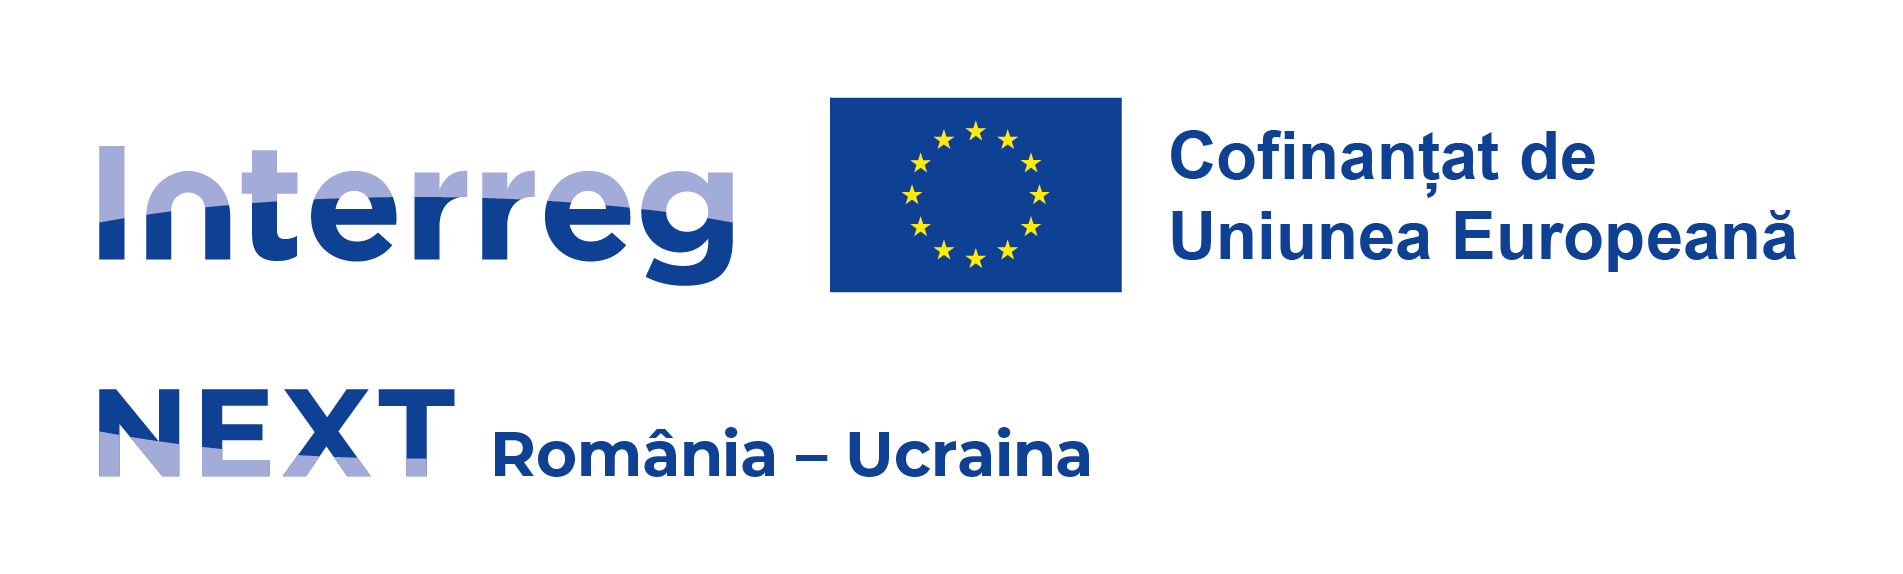 Interreg
Cofinanțat de
Uniunea Europeană
NEXT România – Ucraina